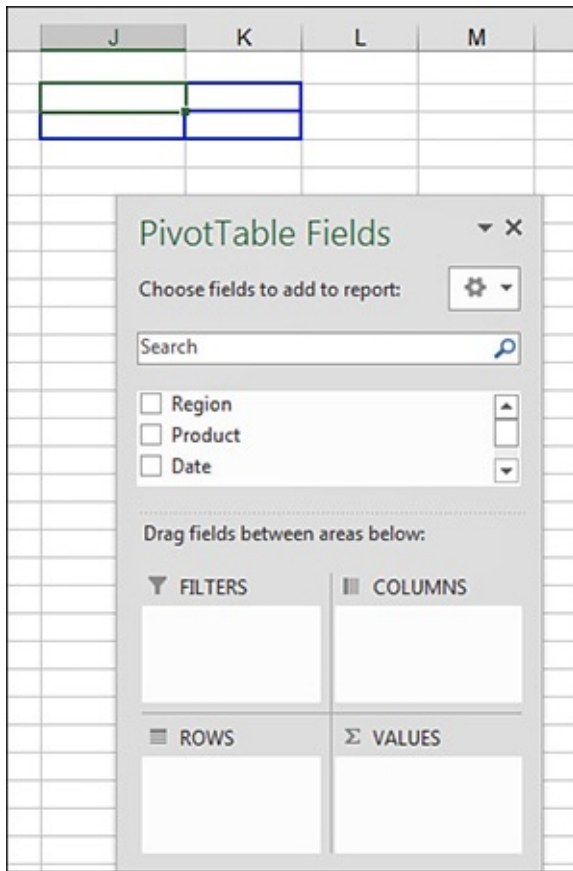 J K L M
PivotTable Fields
Choose fields to add to report:
Search
Region
Product
Date
Drag fields between areas below:
FILTERS COLUMNS
ROWS Σ VALUES